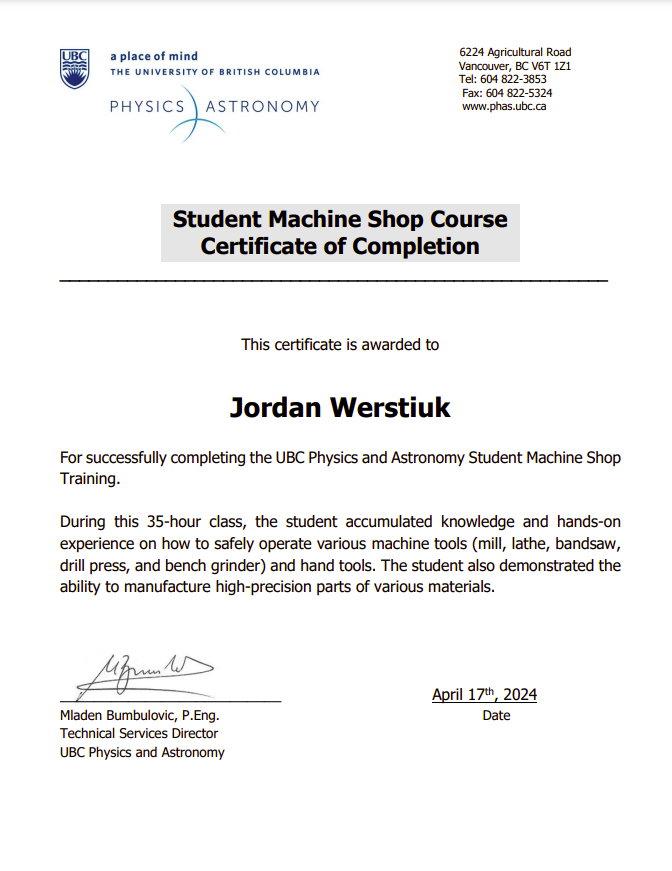 UBC
a place of mind
THE UNIVERSITY OF BRITISH COLUMBIA
PHYSICS ASTRONOMY
6224 Agricultural Road
Vancouver, BC V6T 1Z1
Tel: 604 822-3853
Fax: 604 822-5324
www.phas.ubc.ca
Student Machine Shop Course
Certificate of Completion
This certificate is awarded to
Jordan Werstiuk
For successfully completing the UBC Physics and Astronomy Student Machine Shop
Training.
During this 35-hour class, the student accumulated knowledge and hands-on
experience on how to safely operate various machine tools (mill, lathe, bandsaw,
drill press, and bench grinder) and hand tools. The student also demonstrated the
ability to manufacture high-precision parts of various materials.
Mladen Bumbulovic, P.Eng.
Technical Services Director
UBC Physics and Astronomy
April 17th, 2024
Date